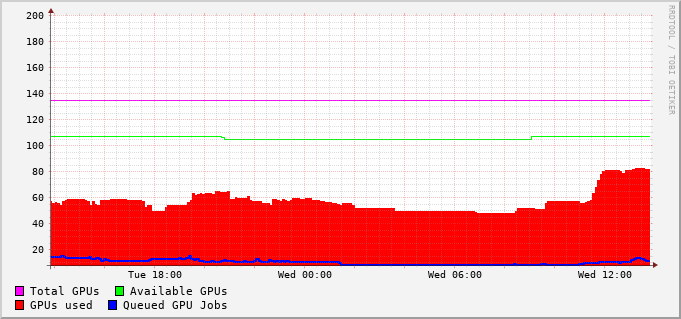 200
180
160
140
120
100
80
60
40
20
Tue 18:00 Wed 00:00 Wed 06:00 Wed 12:00
Total GPUs Available GPUs
GPUs used Queued GPU Jobs
RRDTOOL / TOBI OETIKER